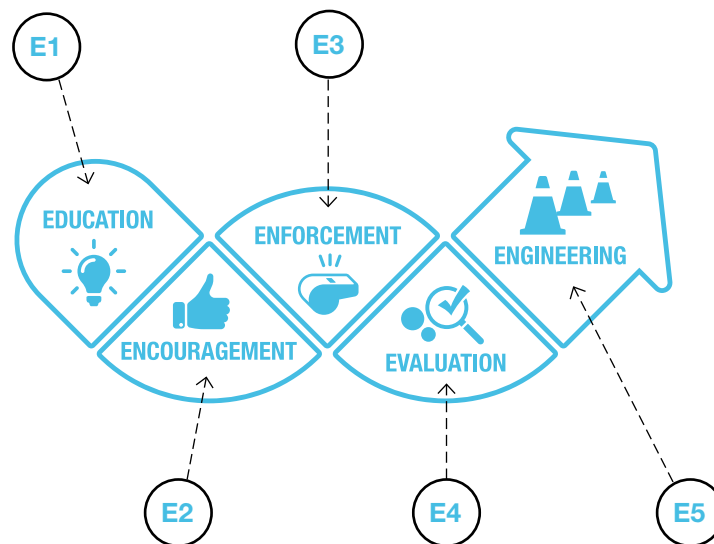 E1
E3
EDUCATION
ENFORCEMENT
ENGINEERING
ENCOURAGEMENT
EVALUATION
E2
E4
E5